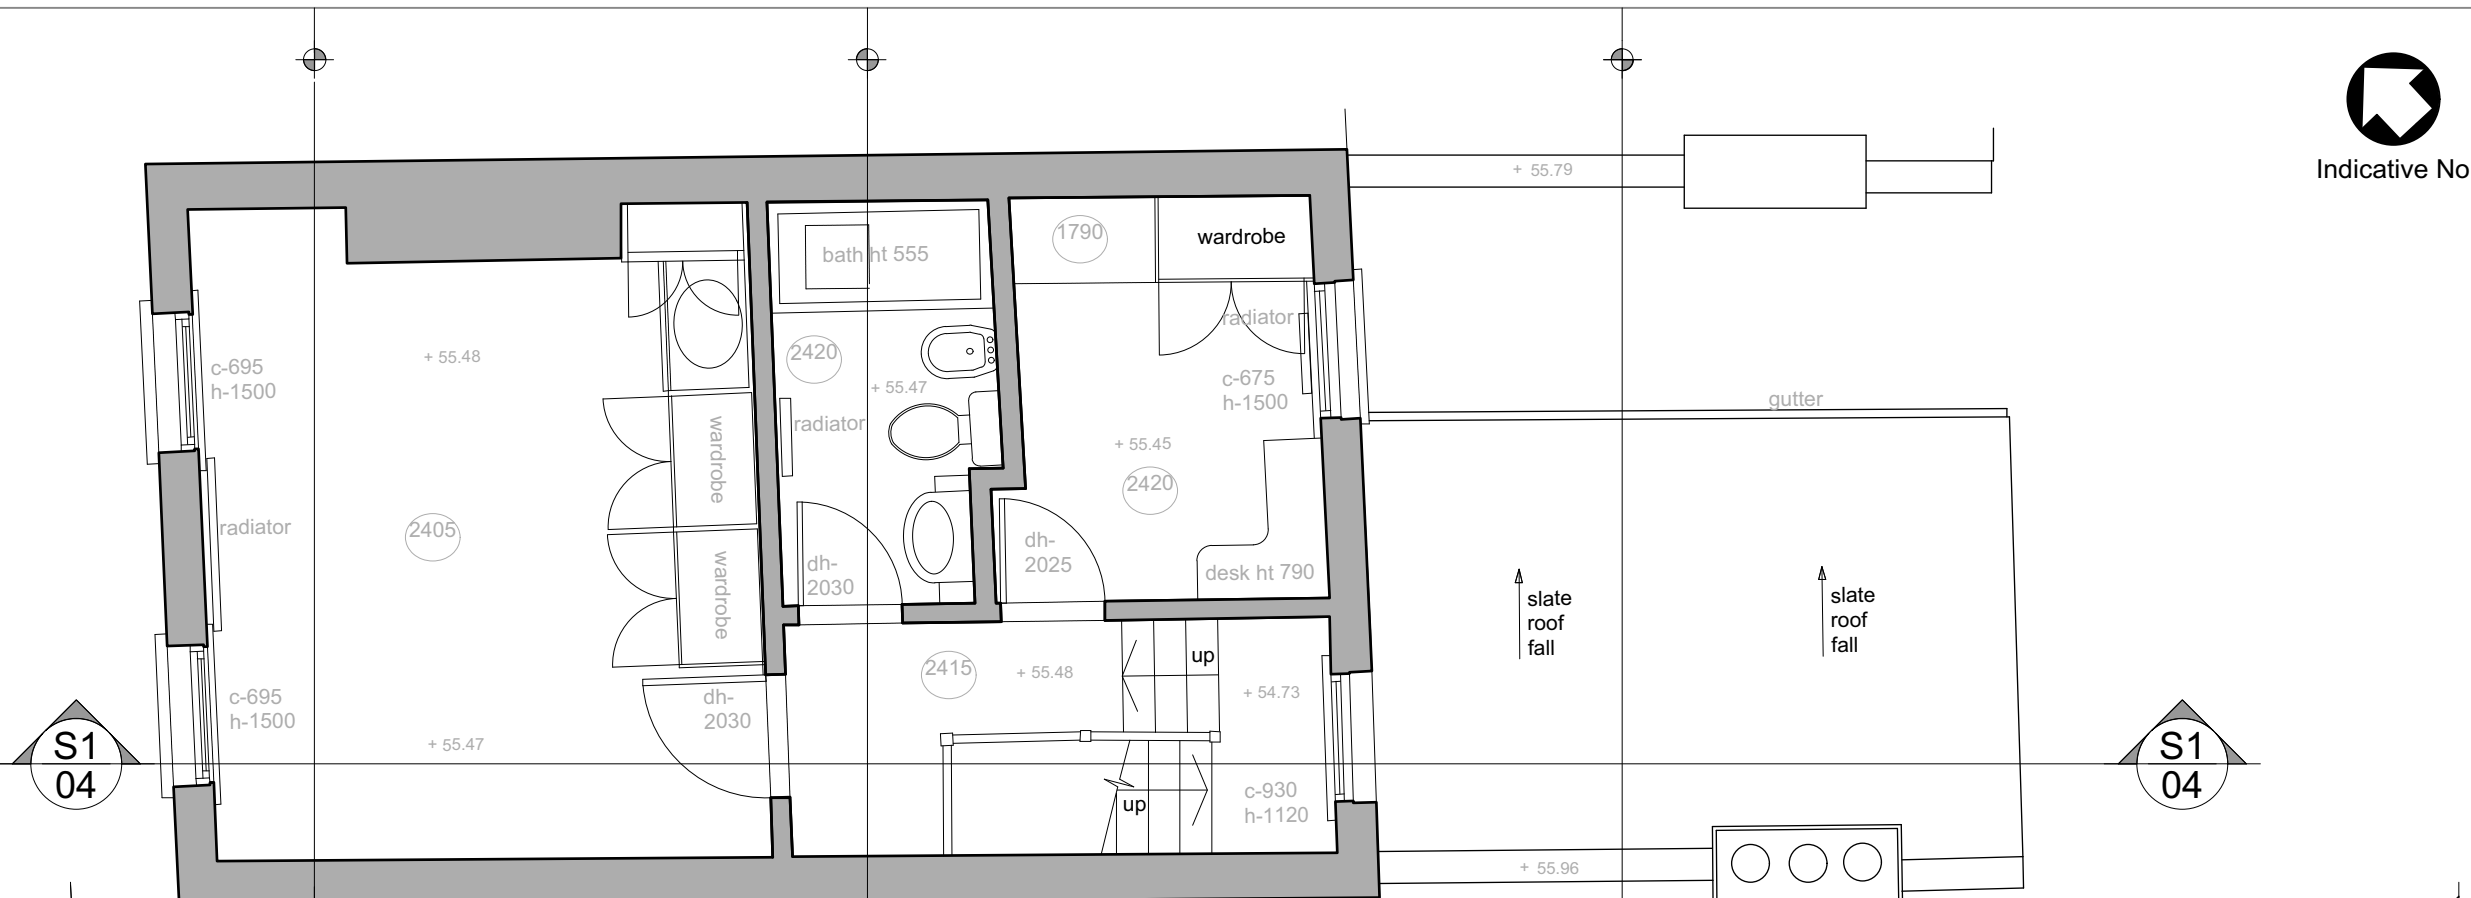 Indicative No
+ 55.79
1790
wardrobe
bath ht 555
radiator
2420
+ 55.48
+ 55.47
c-695
h-1500
c-675
h-1500
gutter
radiator
wardrobe
+ 55.45
2420
2405
radiator
dh-
2025
dh-
2030
desk ht 790
wardrobe
slate
roof
fall
slate
roof
fall
2415
+ 55.48
up
+ 54.73
c-695
h-1500
dh-
2030
+ 55.47
S1
04
S1
04
up
c-930
h-1120
+ 55.96